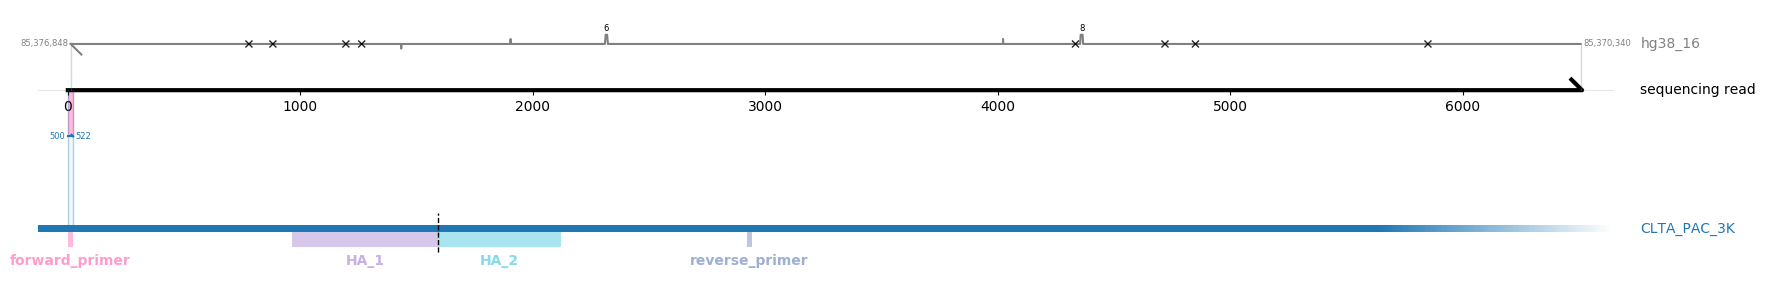 6 8
85,376,848 85,370,340 hg38_16
sequencing read
0 1000 2000 3000 4000 5000 6000
500 522
CLTA_PAC_3K
forward_primer HA_1 HA_2 reverse_primer